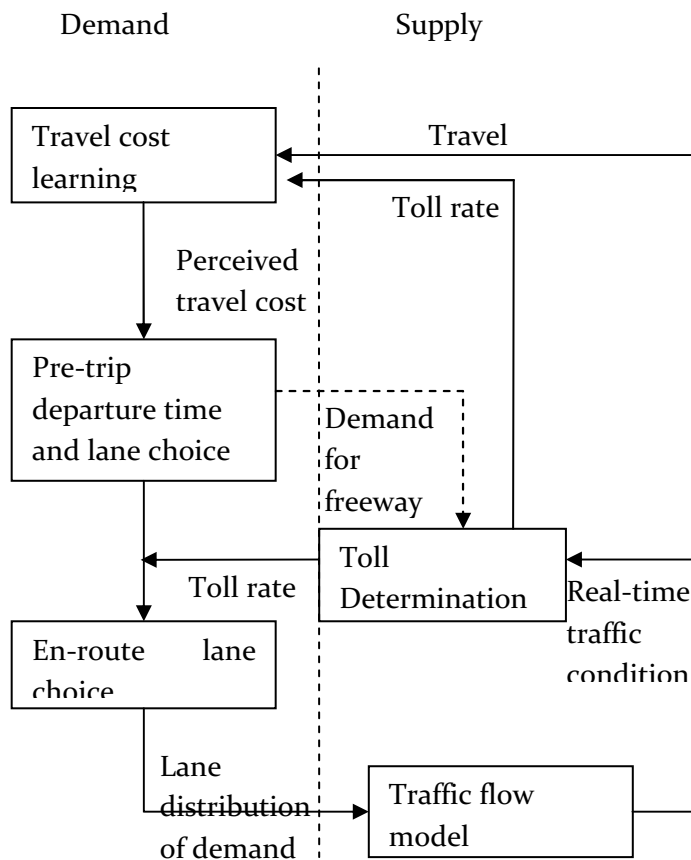 Demand
Supply
Travel cost
learning
Travel
Toll rate
Perceived
travel cost
Pre-trip
departure time
and lane choice
Demand
for
freeway
Toll
Determination
Toll rate
Real-time
traffic
condition
En-route lane
choice
Lane
distribution
of demand
Traffic flow
model